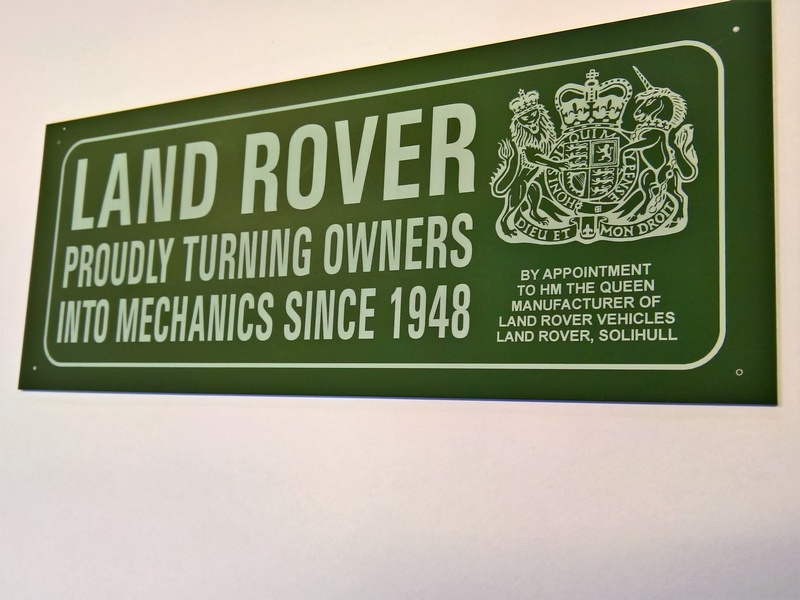 LAND ROVER
PROUDLY TURNING OWNERS
INTO MECHANICS SINCE 1948
DIEU ET MON DROIT
BY APPOINTMENT
TO HM THE QUEEN
MANUFACTURER OF
LAND ROVER VEHICLES
LAND ROVER, SOLIHULL